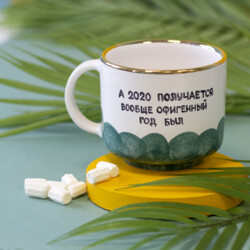 А 2020 ПОЛУЧАЕТСЯ
ВООБЩЕ ОФИГЕННЫЙ
ГОД БЫЛ